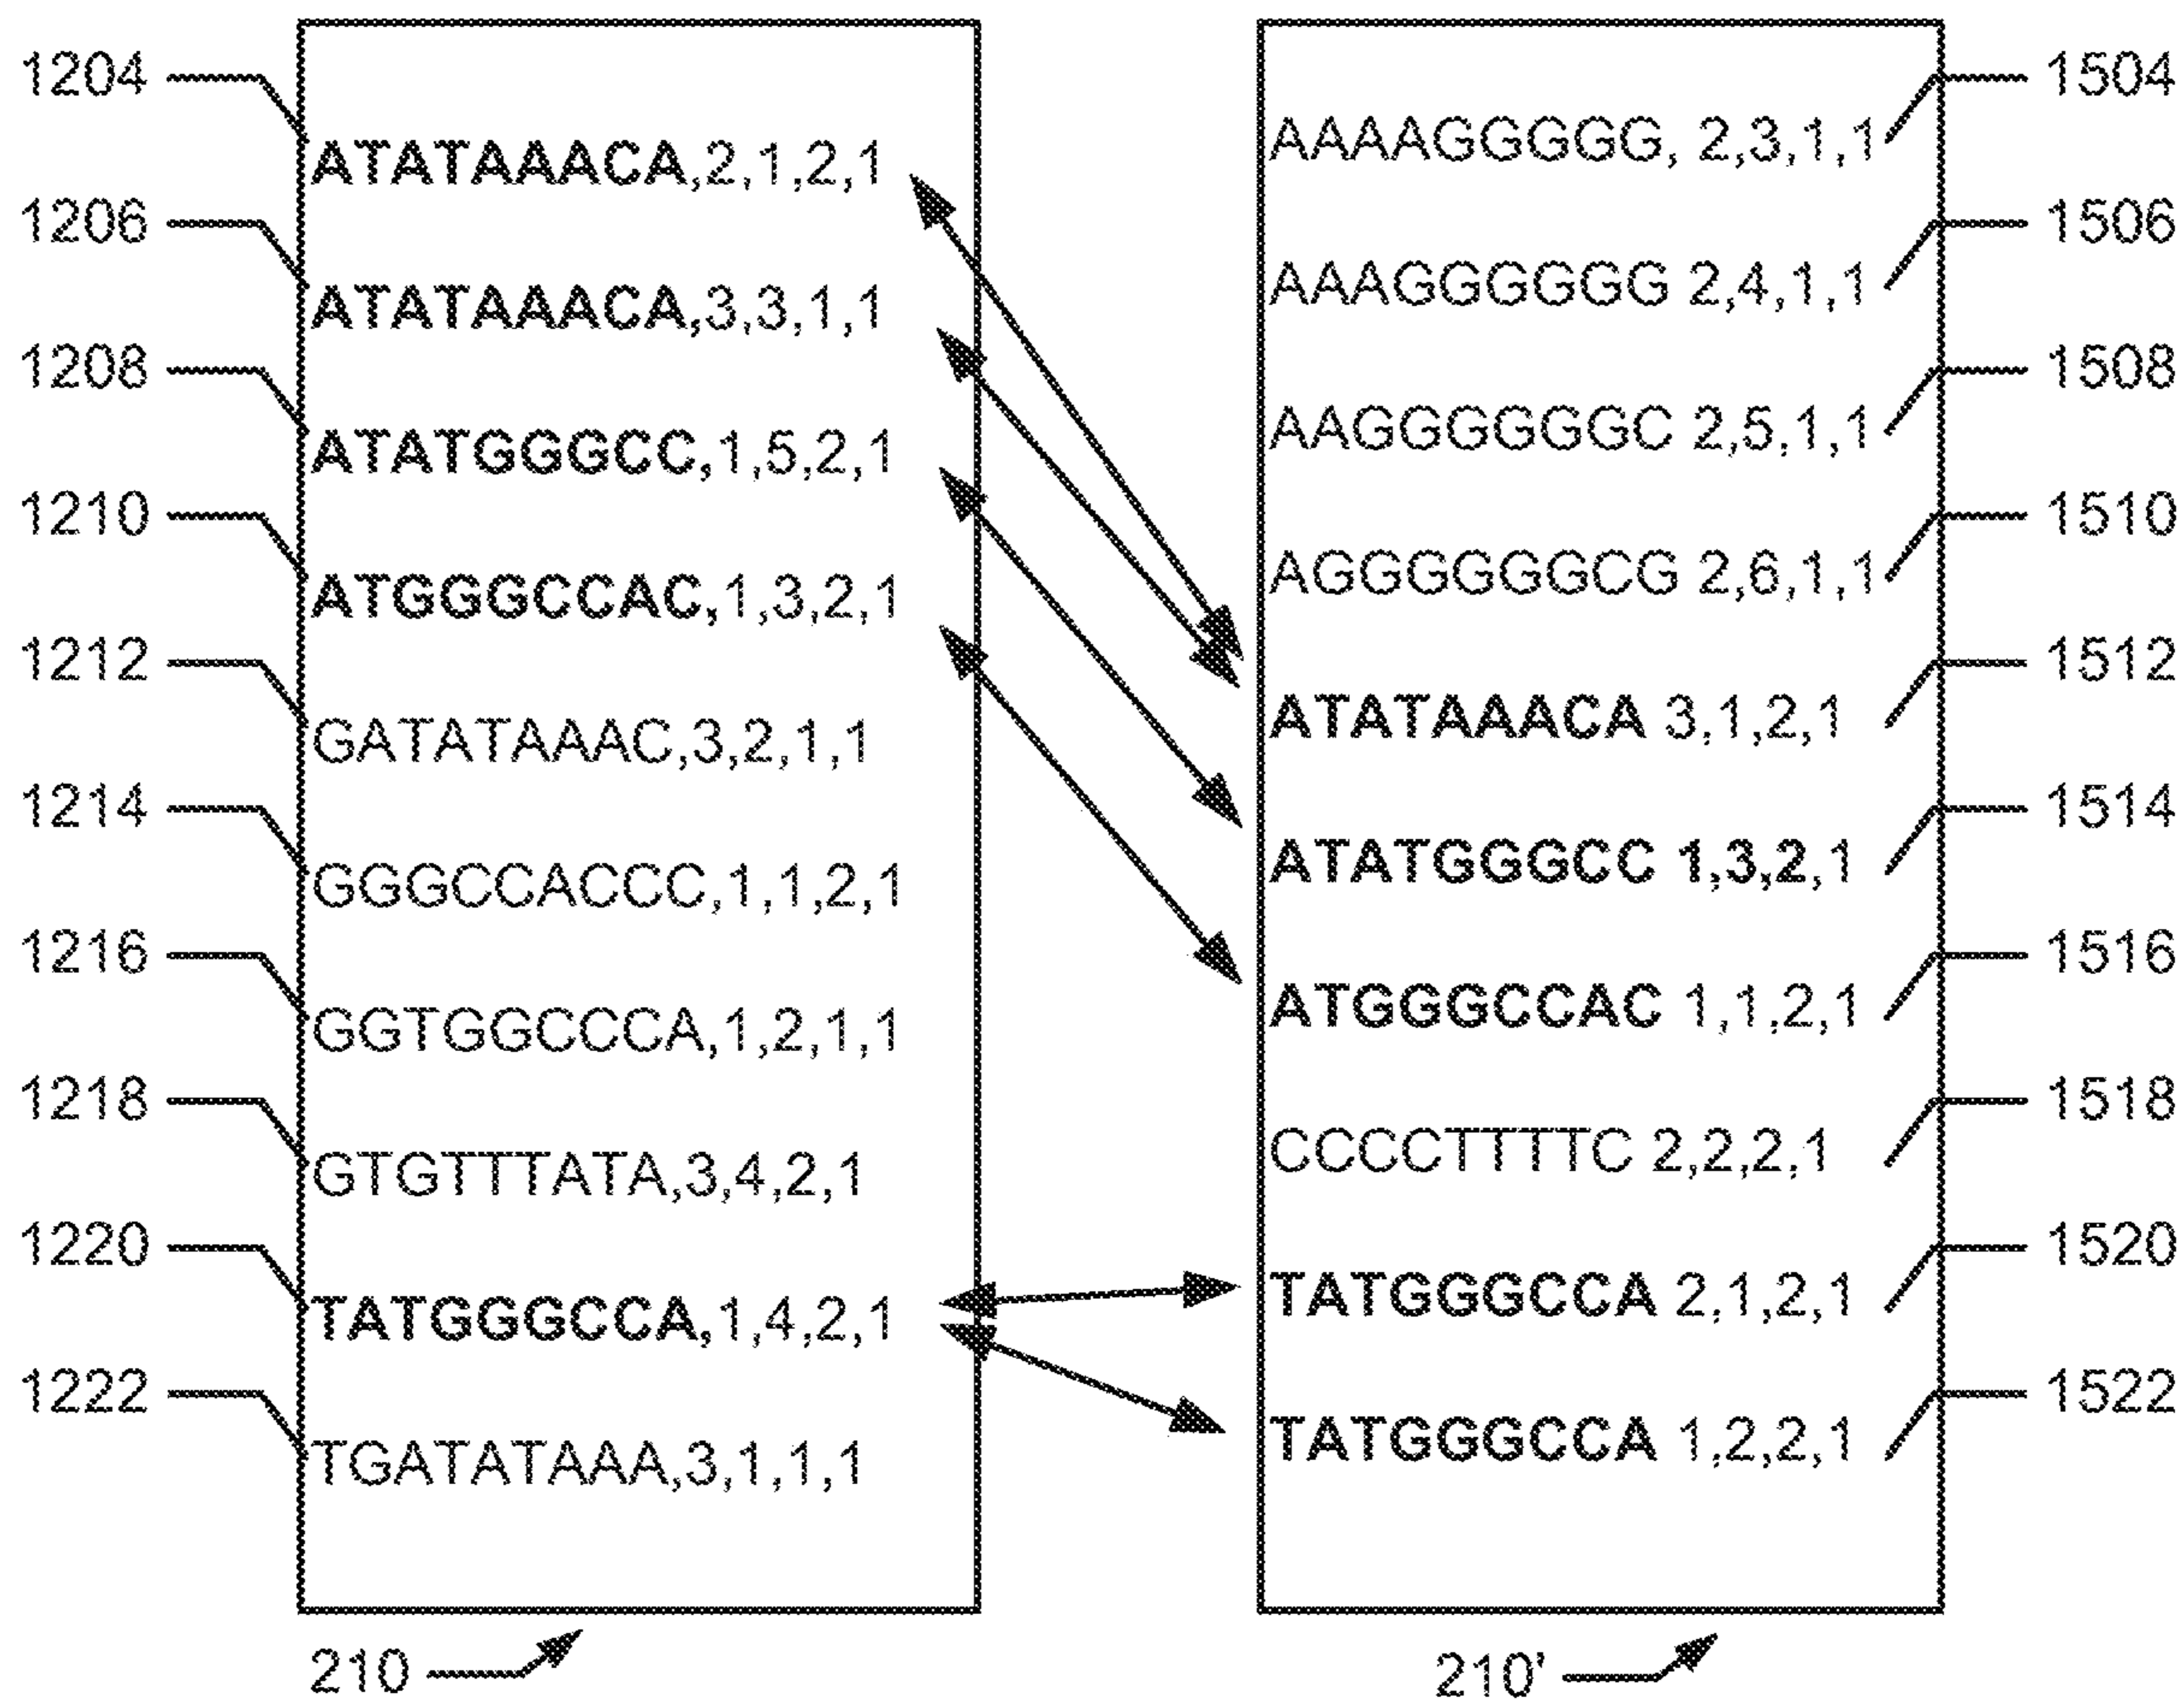 1204
ATATAAACA,2,1,2,1
1206
ATATAAACA,3,3,1,1
1208
ATATGGGCC,1,5,2,1
1210
ATGGGCCAC,1,3,2,1
1212
GATATAAAC,3,2,1,1
1214
GGGCCACCC,1,1,2,1
1216
GGTGGCCCA,1,2,1,1
1218
GTGTTTATA,3,4,2,1
1220
TATGGGCCA,1,4,2,1
1222
TGATATAAA,3,1,1,1
210
1504
AAAAGGGGG, 2,3,1,1
1506
AAAGGGGGG 2,4,1,1
1508
AAGGGGGGC 2,5,1,1
1510
AGGGGGGCG 2,6,1,1
1512
ATATAAACA 3,1,2,1
1514
ATATGGGCC 1,3,2,1
1516
ATGGGCCAC 1,1,2,1
1518
CCCCTTTTC 2,2,2,1
1520
TATGGGCCA 2,1,2,1
1522
TATGGGCCA 1,2,2,1
210'